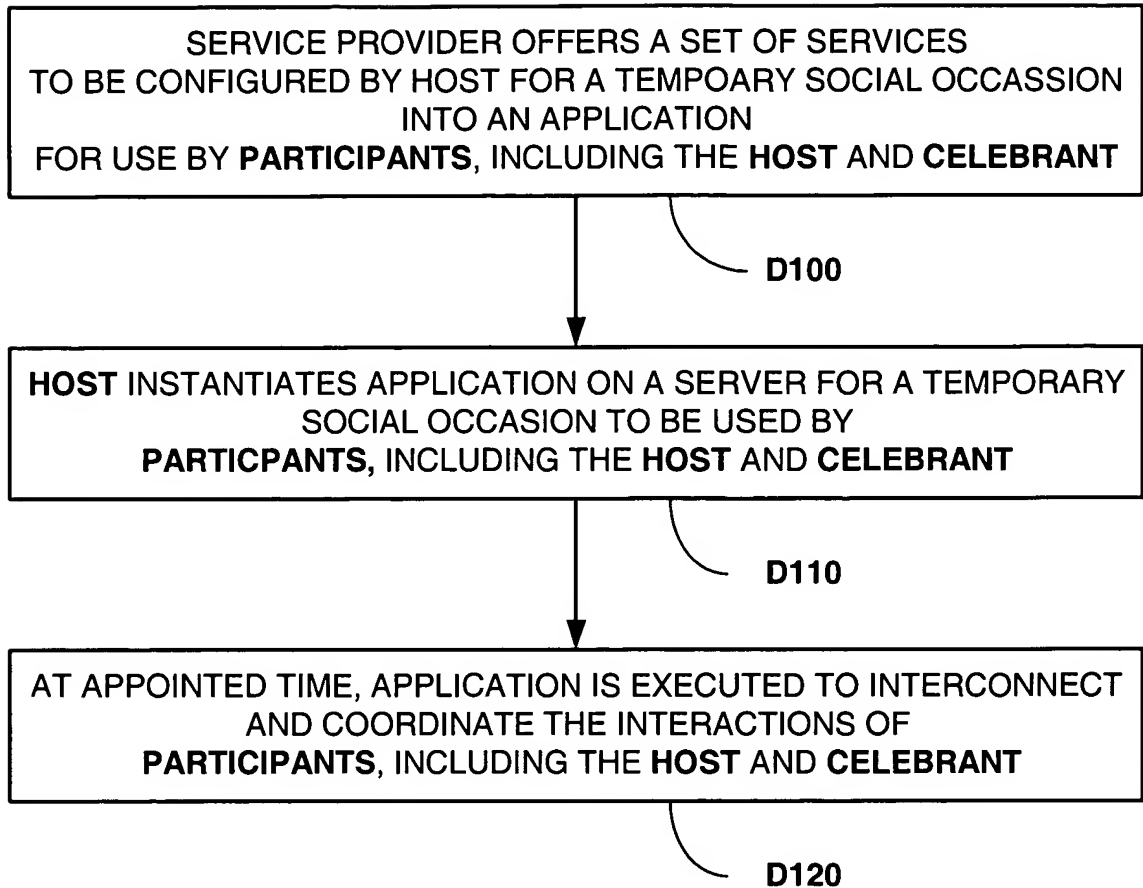 SERVICE PROVIDER OFFERS A SET OF SERVICES
TO BE CONFIGURED BY HOST FOR A TEMPOARY SOCIAL OCCASSION
INTO AN APPLICATION
FOR USE BY PARTICIPANTS, INCLUDING THE HOST AND CELEBRANT
D100
HOST INSTANTIATES APPLICATION ON A SERVER FOR A TEMPORARY
SOCIAL OCCASION TO BE USED BY
PARTICPANTS, INCLUDING THE HOST AND CELEBRANT
D110
AT APPOINTED TIME, APPLICATION IS EXECUTED TO INTERCONNECT
AND COORDINATE THE INTERACTIONS OF
PARTICIPANTS, INCLUDING THE HOST AND CELEBRANT
D120